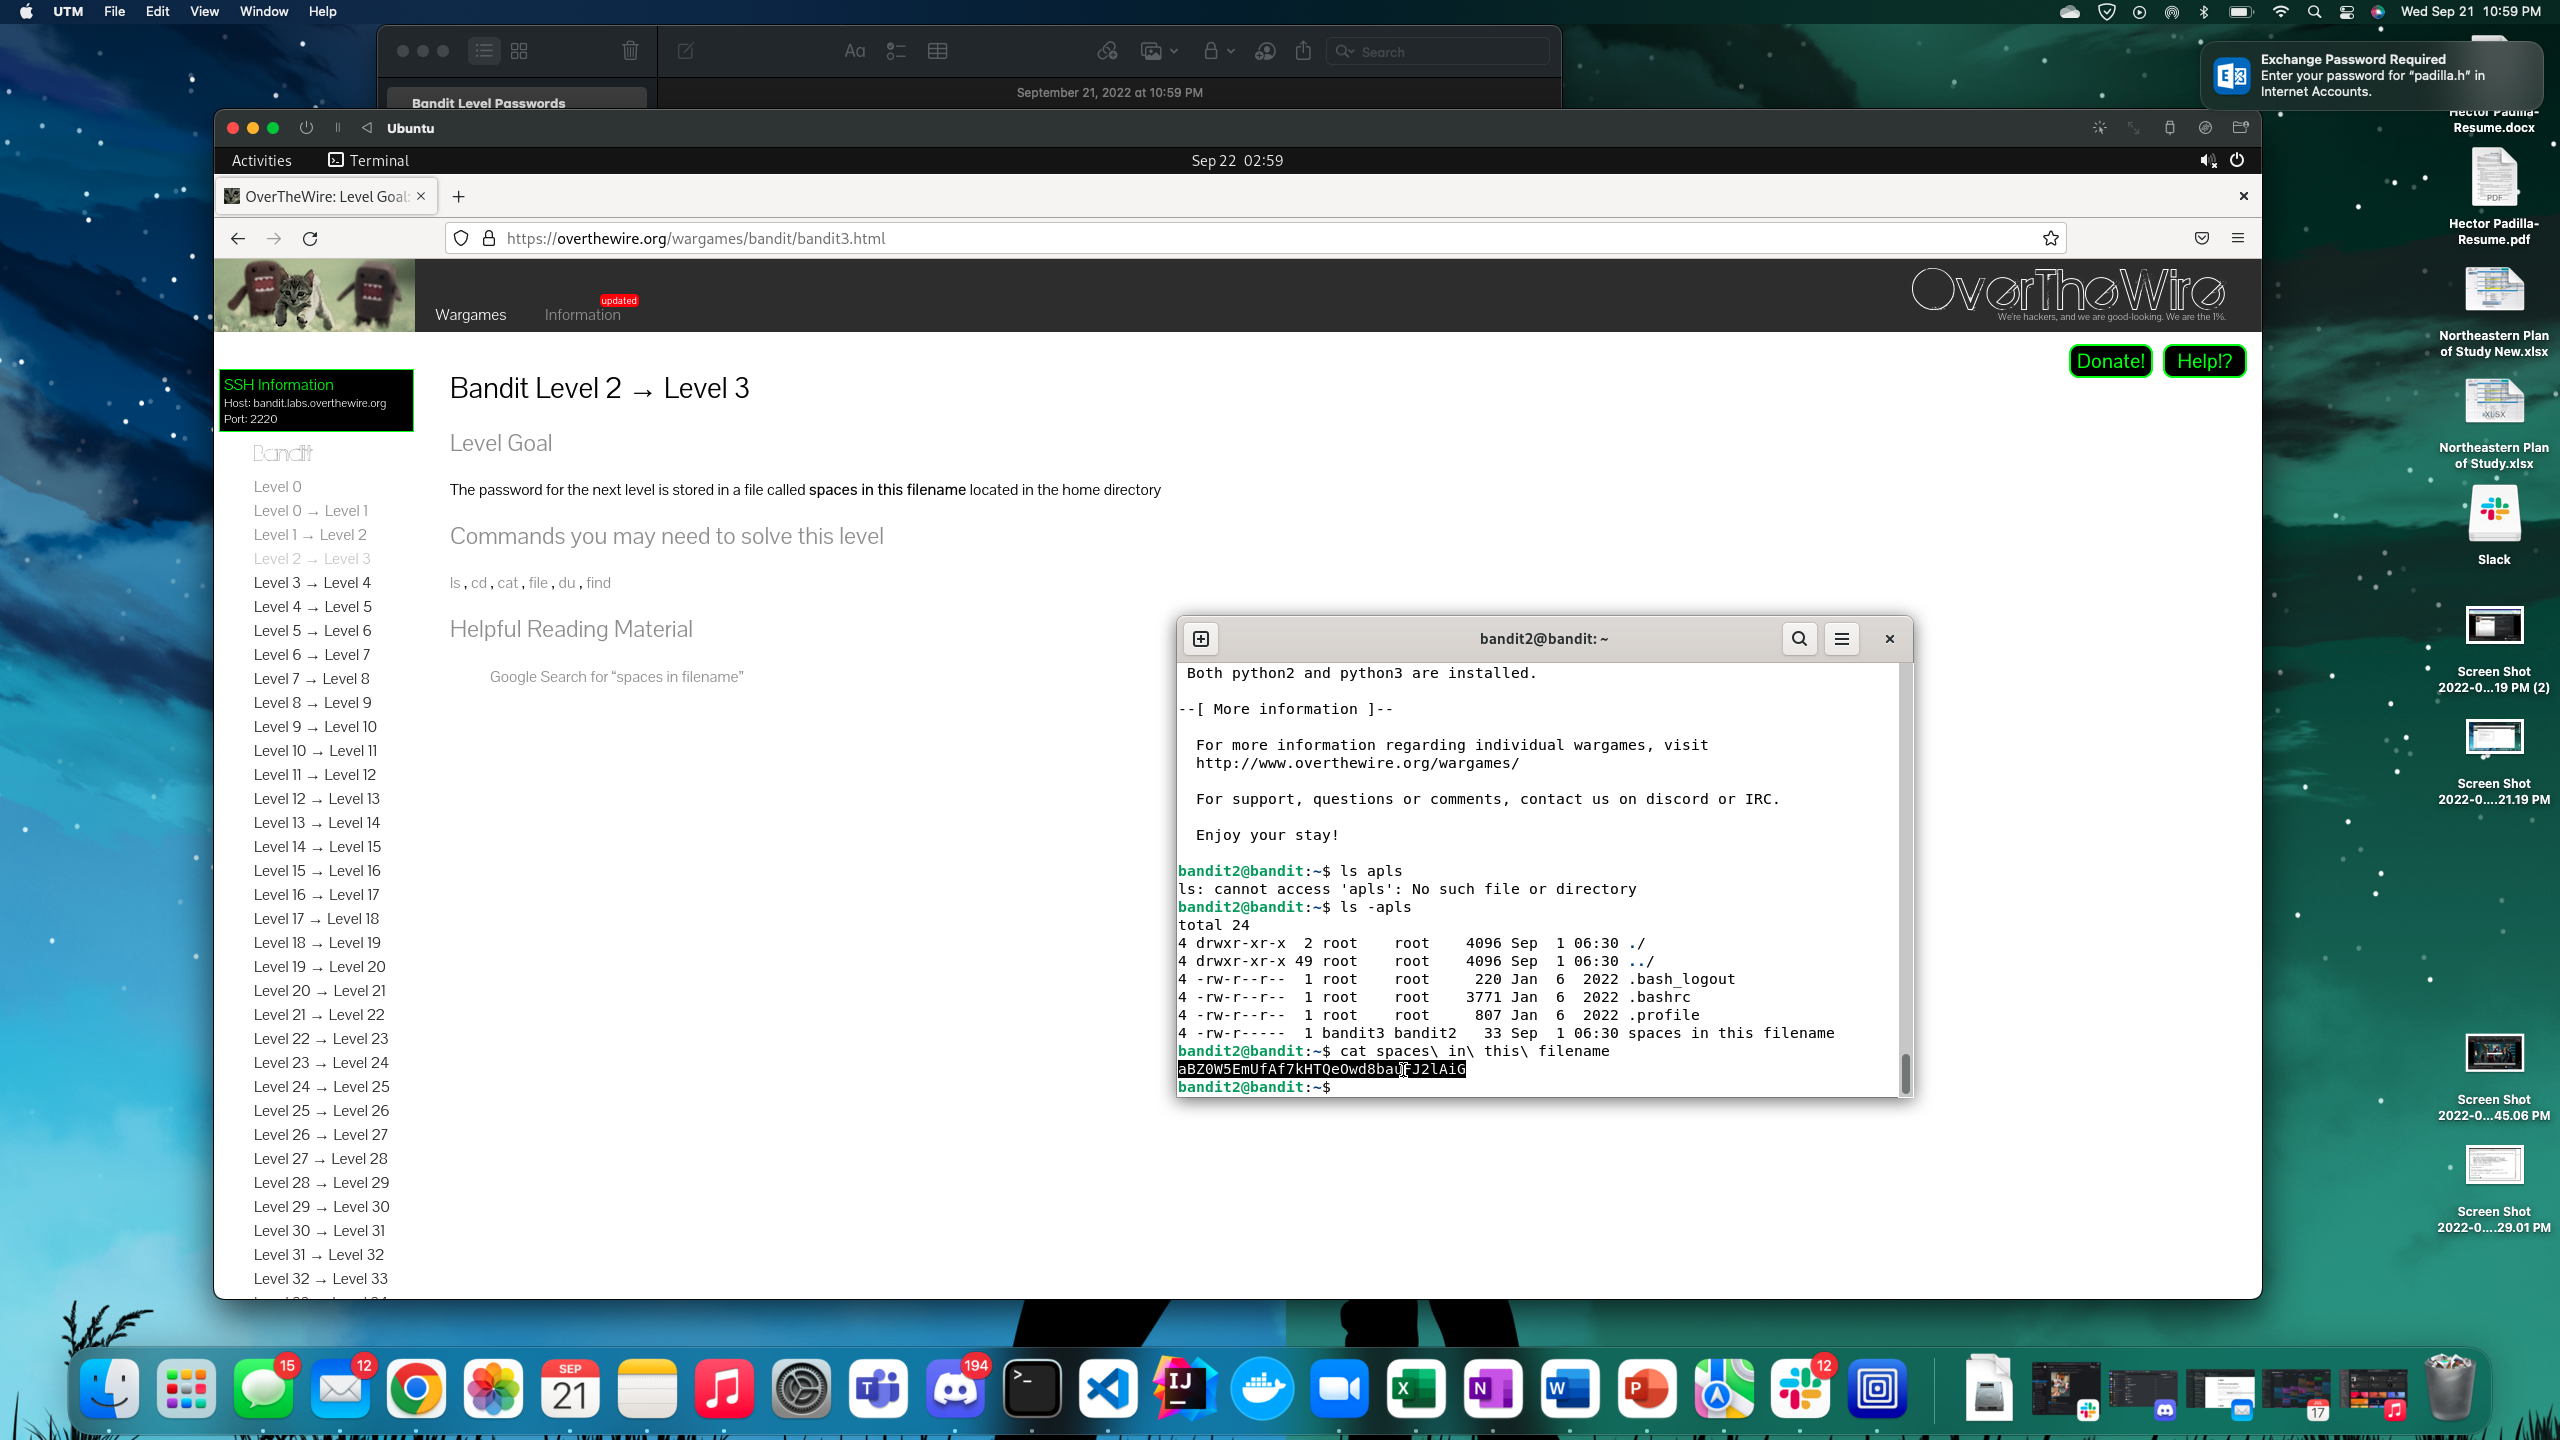 UTM File Edit View Window Help
Wed Sep 21 10:59 PM
Aa
Search
Bandit Level Passwords
September 21, 2022 at 10:59 PM
Exchange Password Required
Enter your password for “padilla.h” in
Internet Accounts.
Ubuntu
Activities
Terminal
Sep 22 02:59
OverTheWire: Level Goal:
https://overthewire.org/wargames/bandit/bandit3.html
Wargames
Information
updated
OverTheWire
We're hackers, and we are good-looking. We are the 1%.
Donate!
Help!?
SSH Information
Host: bandit.labs.overthewire.org
Port: 2220
Bandit
Level 0
Level 0 → Level 1
Level 1 → Level 2
Level 2 → Level 3
Level 3 → Level 4
Level 4 → Level 5
Level 5 → Level 6
Level 6 → Level 7
Level 7 → Level 8
Level 8 → Level 9
Level 9 → Level 10
Level 10 → Level 11
Level 11 → Level 12
Level 12 → Level 13
Level 13 → Level 14
Level 14 → Level 15
Level 15 → Level 16
Level 16 → Level 17
Level 17 → Level 18
Level 18 → Level 19
Level 19 → Level 20
Level 20 → Level 21
Level 21 → Level 22
Level 22 → Level 23
Level 23 → Level 24
Level 24 → Level 25
Level 25 → Level 26
Level 26 → Level 27
Level 27 → Level 28
Level 28 → Level 29
Level 29 → Level 30
Level 30 → Level 31
Level 31 → Level 32
Level 32 → Level 33
Bandit Level 2 → Level 3
Level Goal
The password for the next level is stored in a file called spaces in this filename located in the home directory
Commands you may need to solve this level
ls , cd , cat , file , du , find
Helpful Reading Material
Google Search for “spaces in filename”
bandit2@bandit: ~
Both python2 and python3 are installed.
--[ More information ]--
For more information regarding individual wargames, visit
http://www.overthewire.org/wargames/
For support, questions or comments, contact us on discord or IRC.
Enjoy your stay!
bandit2@bandit:~$ ls apls
ls: cannot access 'apls': No such file or directory
bandit2@bandit:~$ ls -apls
total 24
4 drwxr-xr-x  2 root    root    4096 Sep  1 06:30 ./
4 drwxr-xr-x 49 root    root    4096 Sep  1 06:30 ../
4 -rw-r--r--  1 root    root     220 Jan  6  2022 .bash_logout
4 -rw-r--r--  1 root    root    3771 Jan  6  2022 .bashrc
4 -rw-r--r--  1 root    root     807 Jan  6  2022 .profile
4 -rw-r-----  1 bandit3 bandit2   33 Sep  1 06:30 spaces in this filename
bandit2@bandit:~$ cat spaces\ in\ this\ filename
aBZ0W5EmUfAf7kHTQeOwd8bauFJ2lAiG
bandit2@bandit:~$
Hector Padilla-
Resume.docx
PDF
Hector Padilla-
Resume.pdf
Northeastern Plan
of Study New.xlsx
XLSX
Northeastern Plan
of Study.xlsx
Slack
Screen Shot
2022-0...19 PM (2)
Screen Shot
2022-0....21.19 PM
Screen Shot
2022-0...45.06 PM
Screen Shot
2022-0....29.01 PM
15
12
SEP
21
T
194
>_
IJ
X
N
W
P
12
17